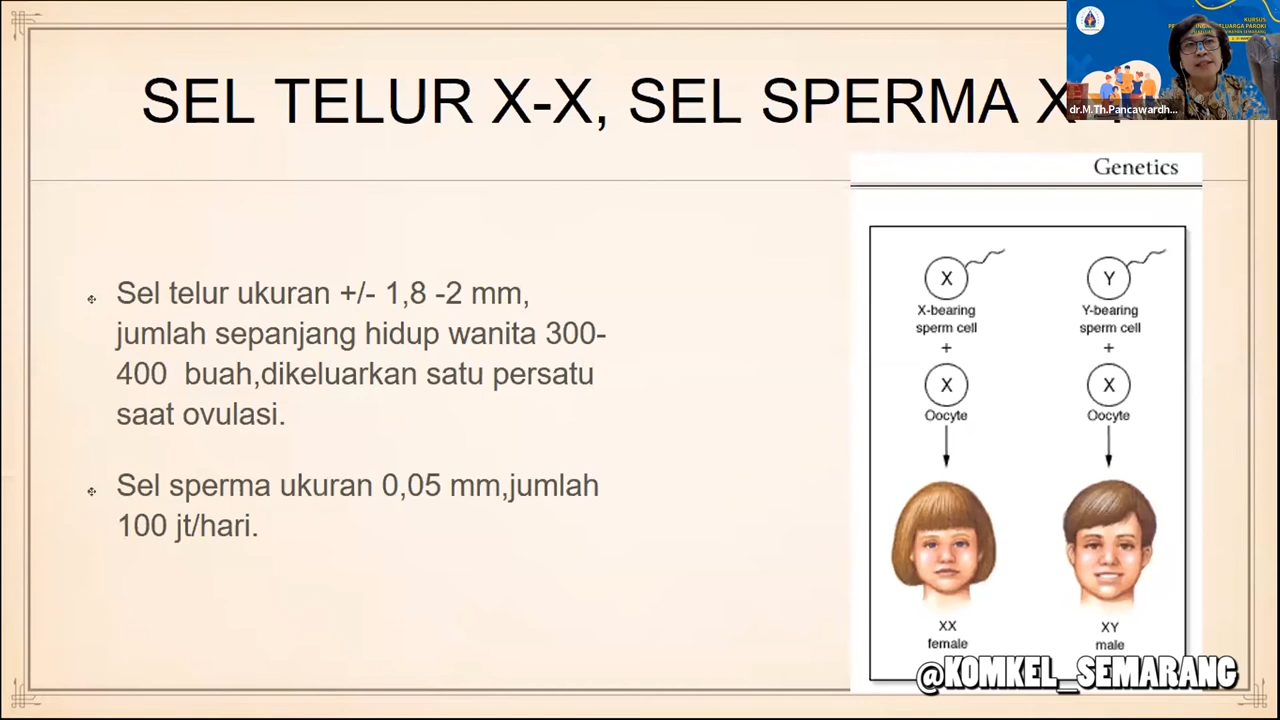 SEL TELUR X-X, SEL SPERMA X
KURSUS
dr.M.Th.Pancawardh...
Genetics
Sel telur ukuran +/- 1,8 -2 mm,
jumlah sepanjang hidup wanita 300-
400 buah,dikeluarkan satu persatu
saat ovulasi.
Sel sperma ukuran 0,05 mm,jumlah
100 jt/hari.
X
Y
X-bearing
sperm cell
Y-bearing
sperm cell
+
+
X
X
Oocyte
Oocyte
XX
female
XY
male
@KOMKEL_SEMARANG